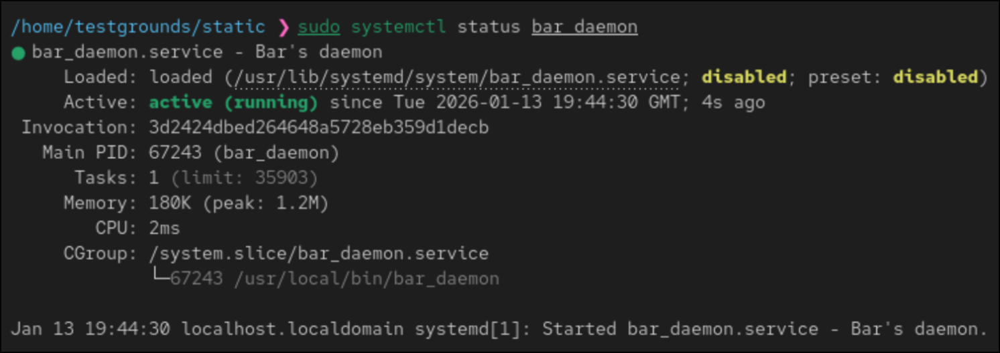 /home/testgrounds/static ❯ sudo systemctl status bar_daemon
● bar_daemon.service - Bar's daemon
Loaded: loaded (/usr/lib/systemd/system/bar_daemon.service; disabled; preset: disabled)
Active: active (running) since Tue 2026-01-13 19:44:30 GMT; 4s ago
Invocation: 3d2424dbed264648a5728eb359d1decb
Main PID: 67243 (bar_daemon)
Tasks: 1 (limit: 35903)
Memory: 180K (peak: 1.2M)
CPU: 2ms
CGroup: /system.slice/bar_daemon.service
└─67243 /usr/local/bin/bar_daemon
Jan 13 19:44:30 localhost.localdomain systemd[1]: Started bar_daemon.service - Bar's daemon.